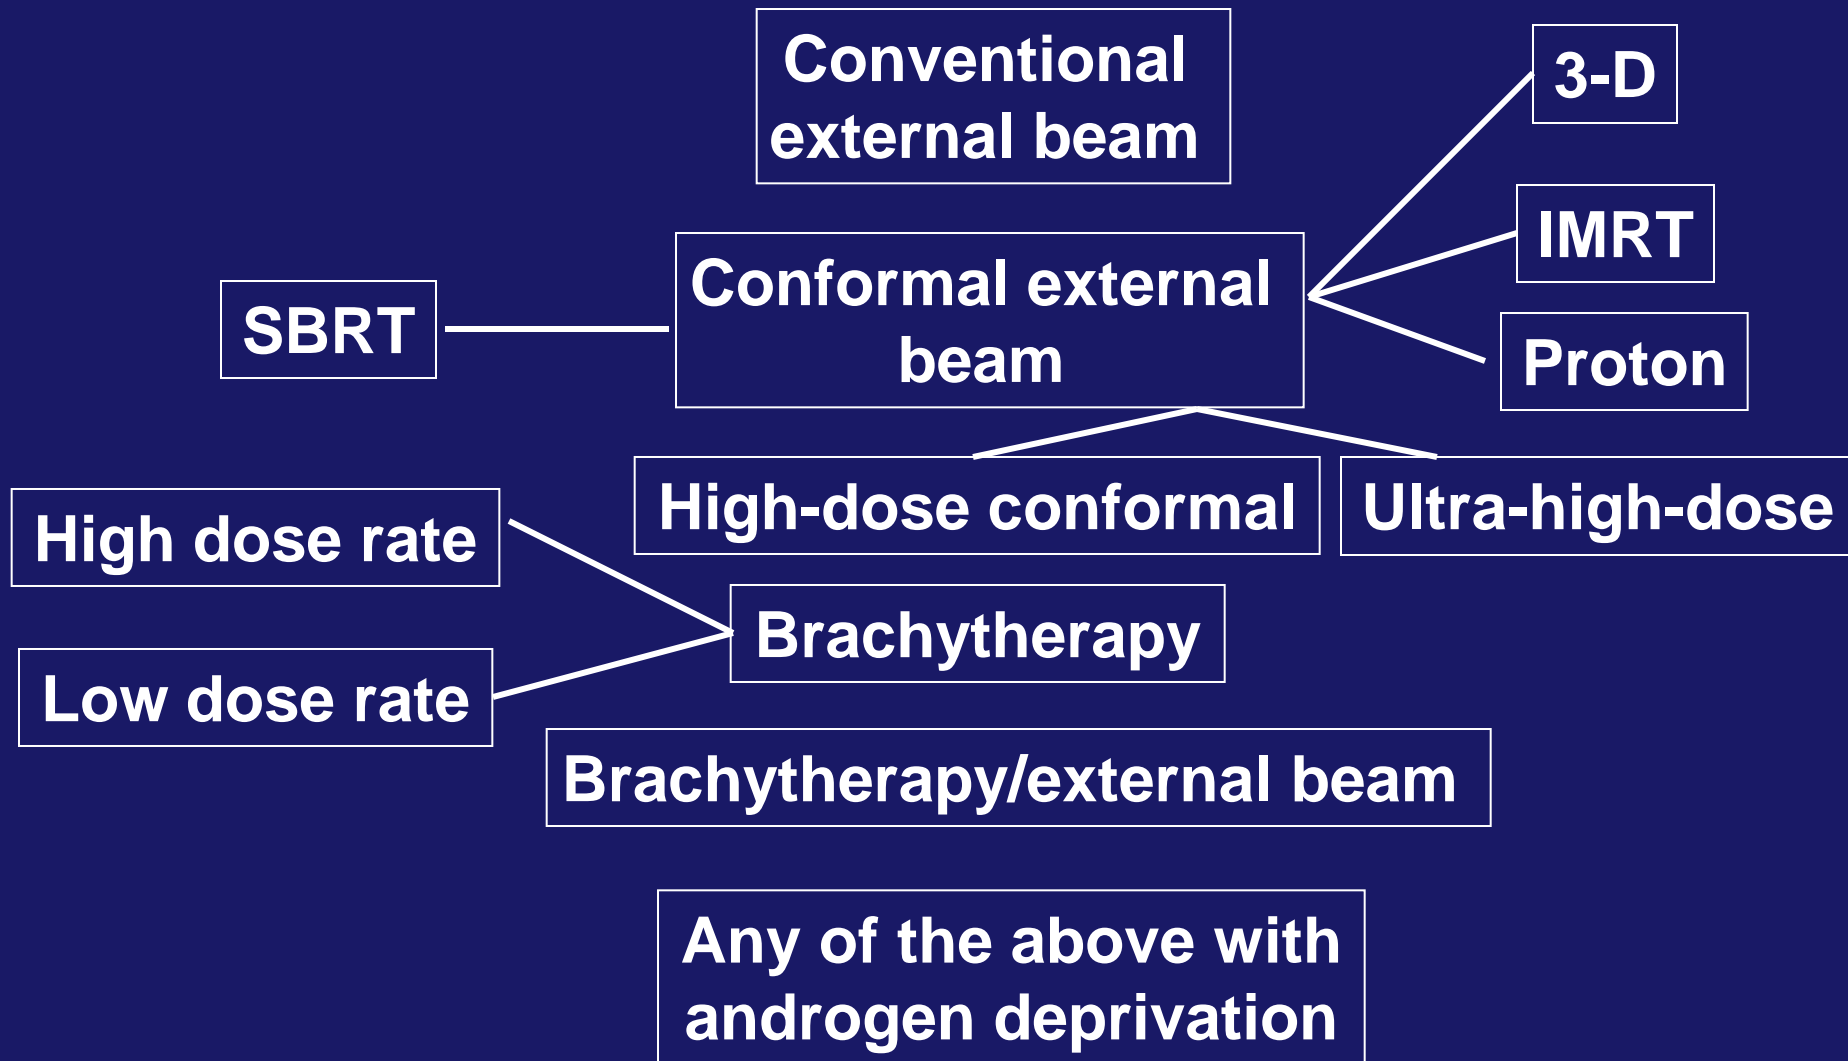 Conventional
external beam
3-D
IMRT
Conformal external
beam
SBRT
Proton
High-dose conformal
Ultra-high-dose
High dose rate
Brachytherapy
Low dose rate
Brachytherapy/external beam
Any of the above with
androgen deprivation